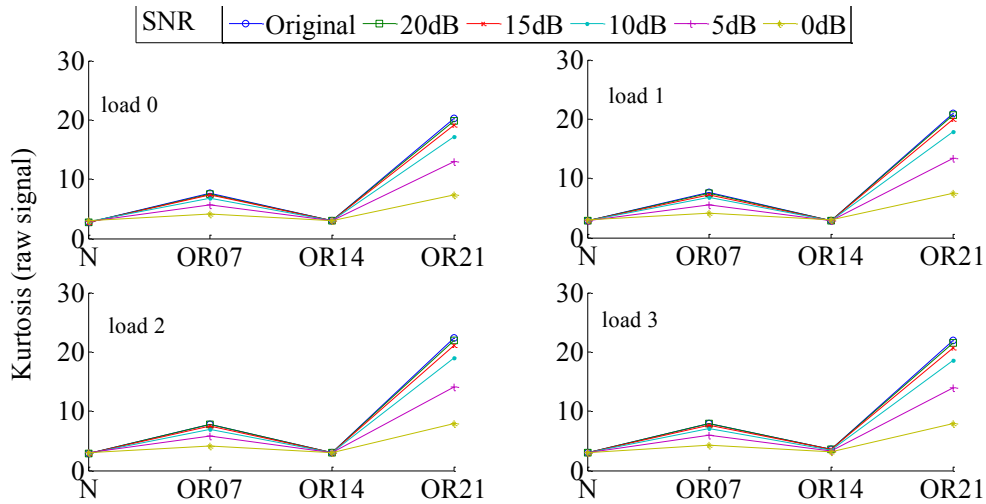 SNR Original 20dB 15dB 10dB 5dB 0dB
Kurtosis (raw signal)
load 0
30
20
10
0
N OR07 OR14 OR21
load 1
30
20
10
0
N OR07 OR14 OR21
load 2
30
20
10
0
N OR07 OR14 OR21
load 3
30
20
10
0
N OR07 OR14 OR21